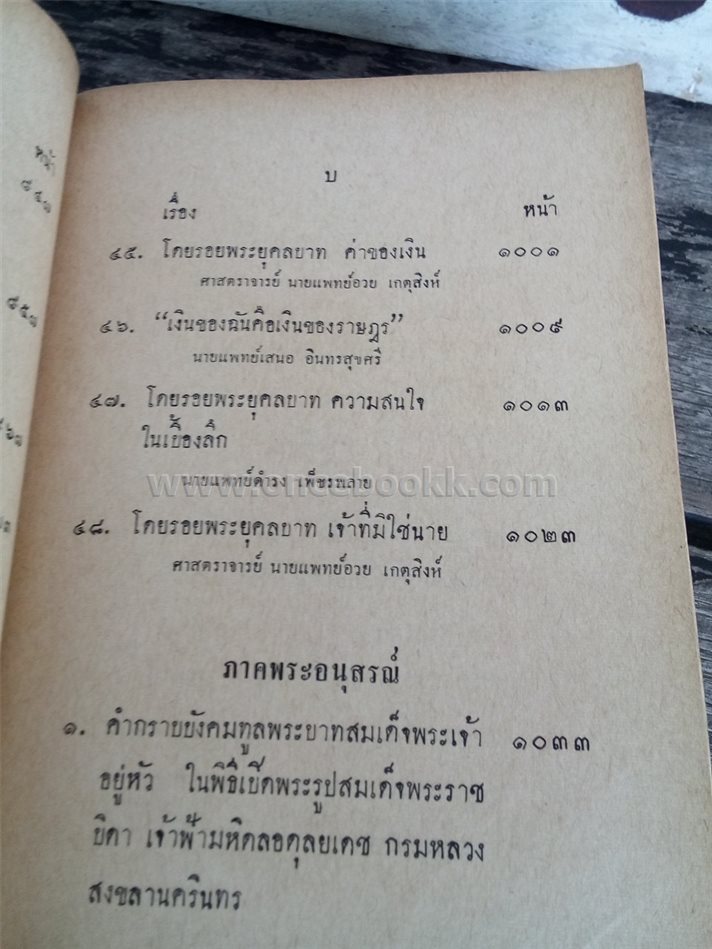 บ
เรื่อง หน้า
๔๕. โดยรอยพระยุคลบาท ค่าของเงิน ๑๐๐๑
ศาสตราจารย์ นายแพทย์อวย เกตุสิงห์
๔๖. “เงินของฉันคือเงินของราษฎร” ๑๐๐๙
นายแพทย์เสนอ อินทรสุขศรี
๔๗. โดยรอยพระยุคลบาท ความสนใจ ๑๐๑๓
ในเบื้องลึก
นายแพทย์ดำรง เพ็ชรพลาย
www.oncebookk.com
๔๘. โดยรอยพระยุคลบาท เจ้าที่มิใช่นาย ๑๐๒๓
ศาสตราจารย์ นายแพทย์อวย เกตุสิงห์
ภาคพระอนุสรณ์
๑. คำกราบบังคมทูลพระบาทสมเด็จพระเจ้า ๑๐๓๓
อยู่หัว ในพิธีเปิดพระรูปสมเด็จพระราช
บิดา เจ้าฟ้ามหิดลอดุลยเดช กรมหลวง
สงขลานครินทร